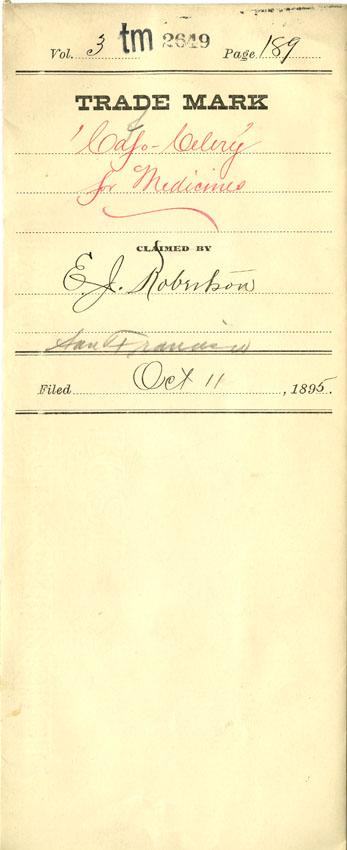 Vol. 3 tm 2649 Page 189
TRADE MARK
-Celery"
for Medicines
CLAIMED BY
E. J. Robertson
San Francisco
Filed Oct 11, 1895.